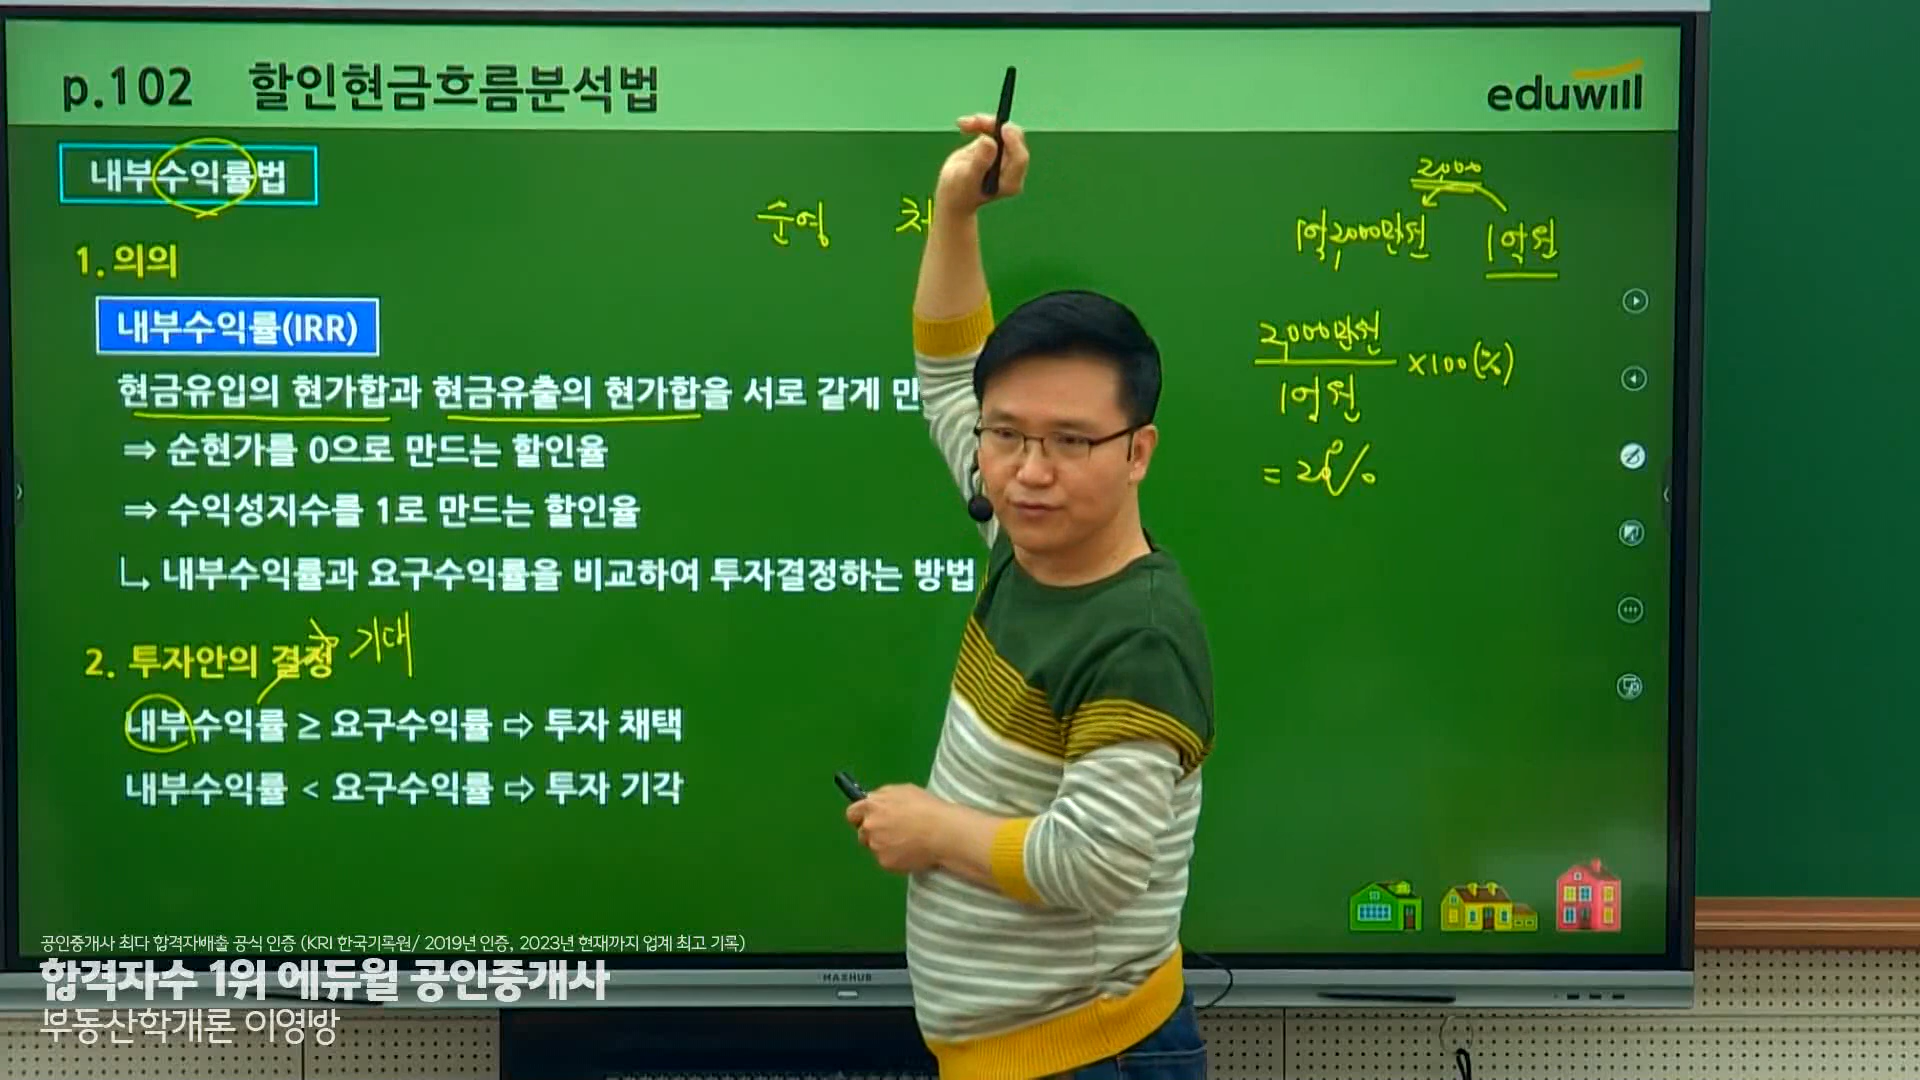 p.102 할인현금흐름분석법
eduwill
내부수익률법
2,000
순영
1억2,000만원 1억원
1. 의의
내부수익률(IRR)
2,000만원
1억원
×100(%)
= 20%
현금유입의 현가합과 현금유출의 현가합을 서로 같게 만
⇒ 순현가를 0으로 만드는 할인율
⇒ 수익성지수를 1로 만드는 할인율
↳ 내부수익률과 요구수익률을 비교하여 투자결정하는 방법
기대
2. 투자안의 결정
내부수익률 ≥ 요구수익률 ⇨ 투자 채택
내부수익률 < 요구수익률 ⇨ 투자 기각
공인중개사 최다 합격자배출 공식 인증 (KRI 한국기록원/ 2019년 인증, 2023년 현재까지 업계 최고 기록)
합격자수 1위 에듀윌 공인중개사
부동산학개론 이영방
MAXHUB